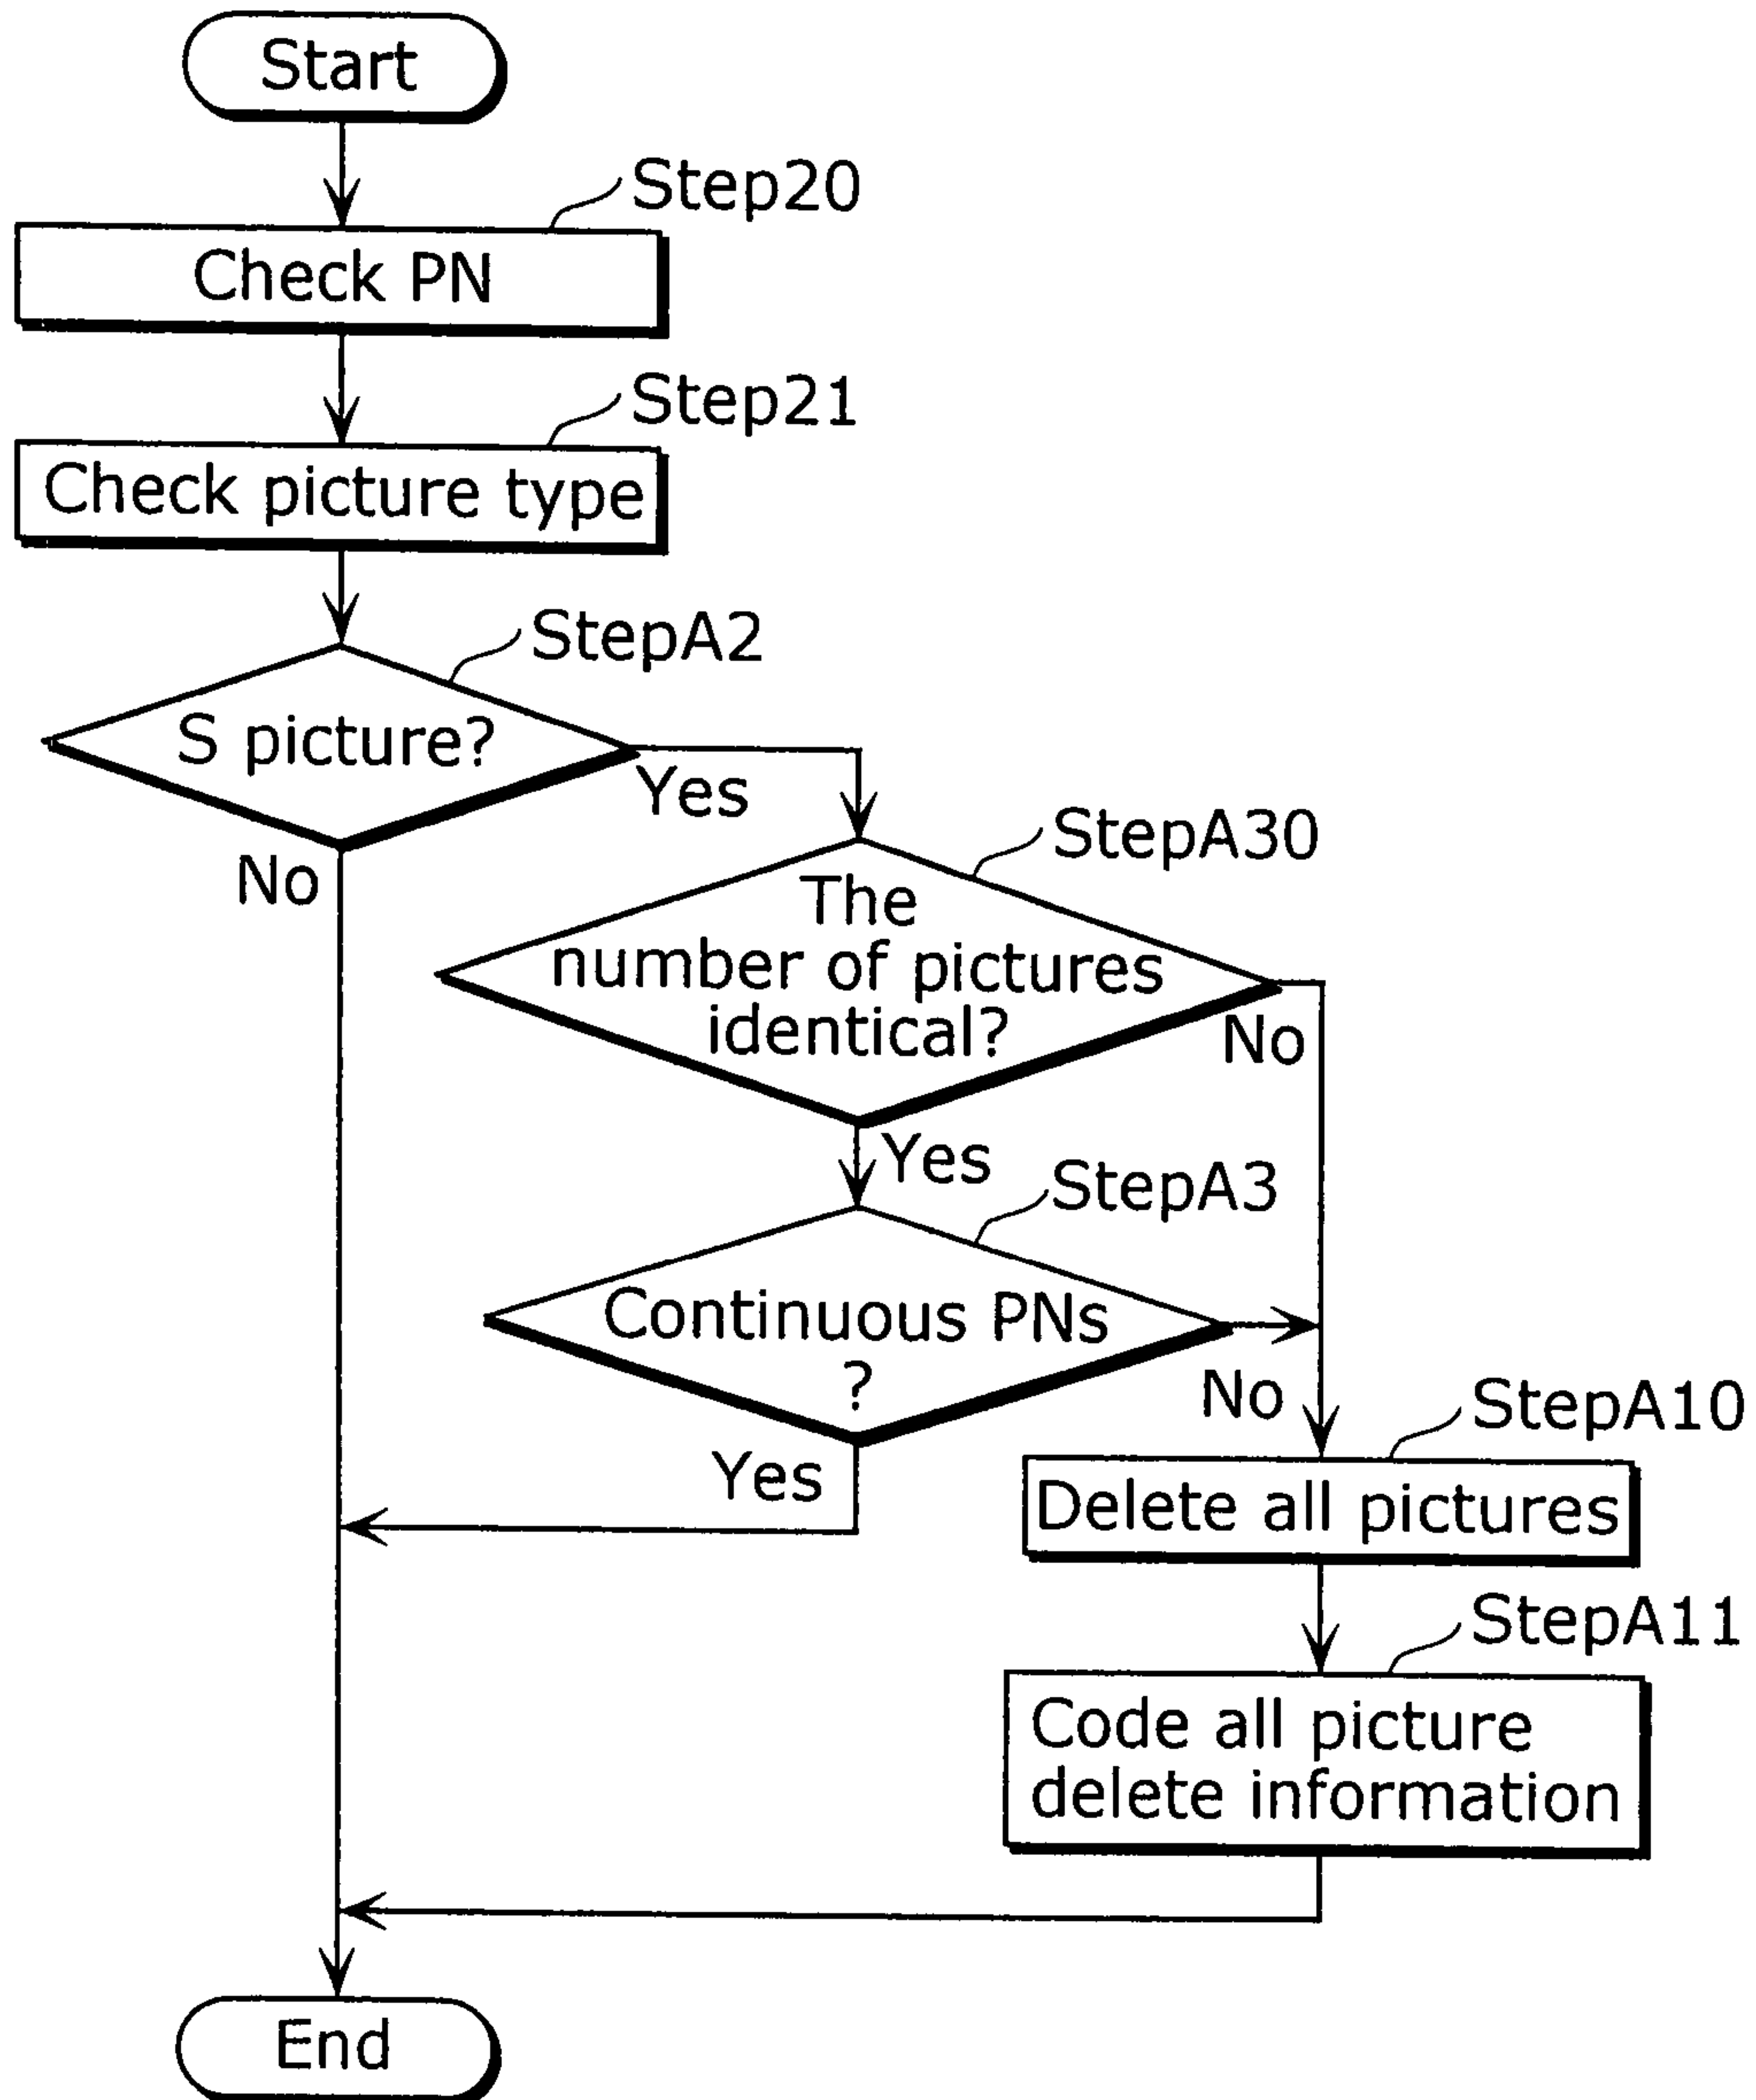 Start
Step20
Check PN
Step21
Check picture type
StepA2
S picture?
Yes
No
StepA30
The
number of pictures
identical?
No
Yes
StepA3
Continuous PNs
?
No
Yes
StepA10
Delete all pictures
StepA11
Code all picture
delete information
End